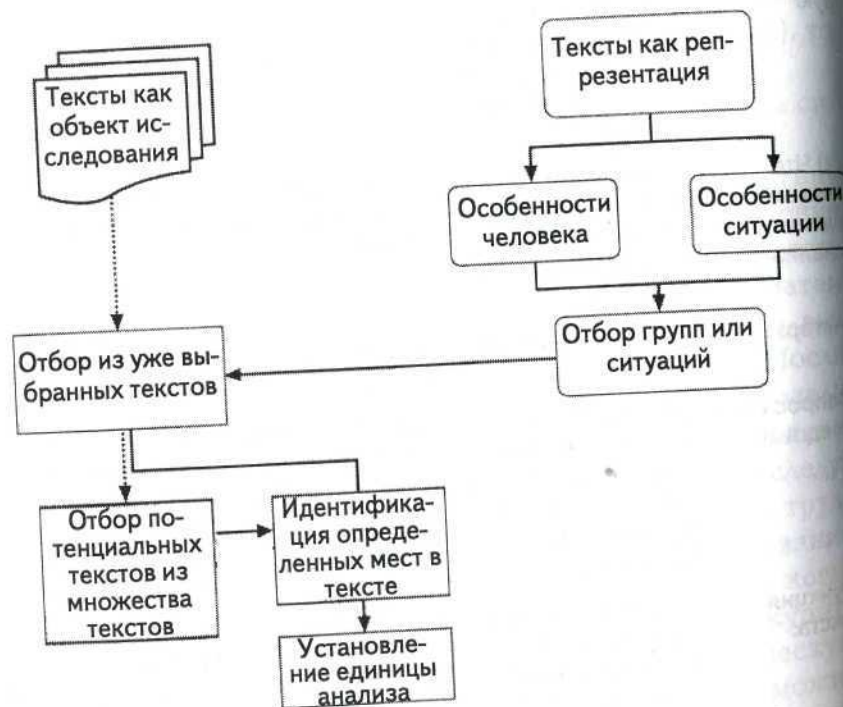 Тексты как
объект ис-
следования
Тексты как реп-
резентация
Особенности
человека
Особенности
ситуации
Отбор групп или
ситуаций
Отбор из уже вы-
бранных текстов
Отбор по-
тенциальных
текстов из
множества
текстов
Идентифика-
ция опреде-
ленных мест в
тексте
Установле-
ние единицы
анализа